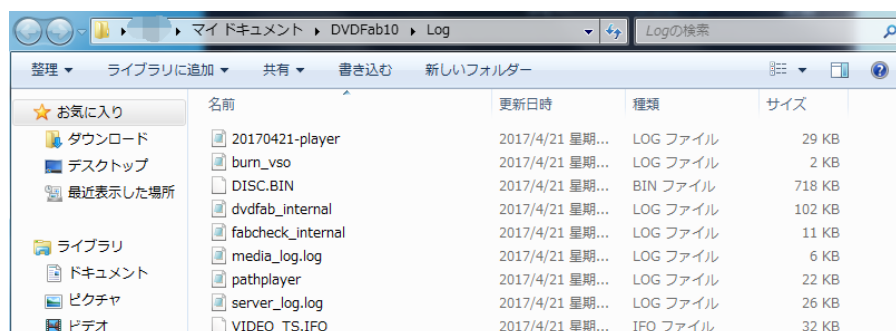 マイ ドキュメント DVDFab10 Log Logの検索
整理 ライブラリに追加 共有 書き込む 新しいフォルダー
お気に入り
ダウンロード
デスクトップ
最近表示した場所
ライブラリ
ドキュメント
ピクチャ
ビデオ
名前 更新日時 種類 サイズ
20170421-player 2017/4/21 星期... LOG ファイル 29 KB
burn_vso 2017/4/21 星期... LOG ファイル 2 KB
DISC.BIN 2017/4/21 星期... BIN ファイル 718 KB
dvdfab_internal 2017/4/21 星期... LOG ファイル 102 KB
fabcheck_internal 2017/4/21 星期... LOG ファイル 11 KB
media_log.log 2017/4/21 星期... LOG ファイル 6 KB
pathplayer 2017/4/21 星期... LOG ファイル 22 KB
server_log.log 2017/4/21 星期... LOG ファイル 26 KB
VIDEO_TS.IFO 2017/4/21 星期... IFO ファイル 32 KB